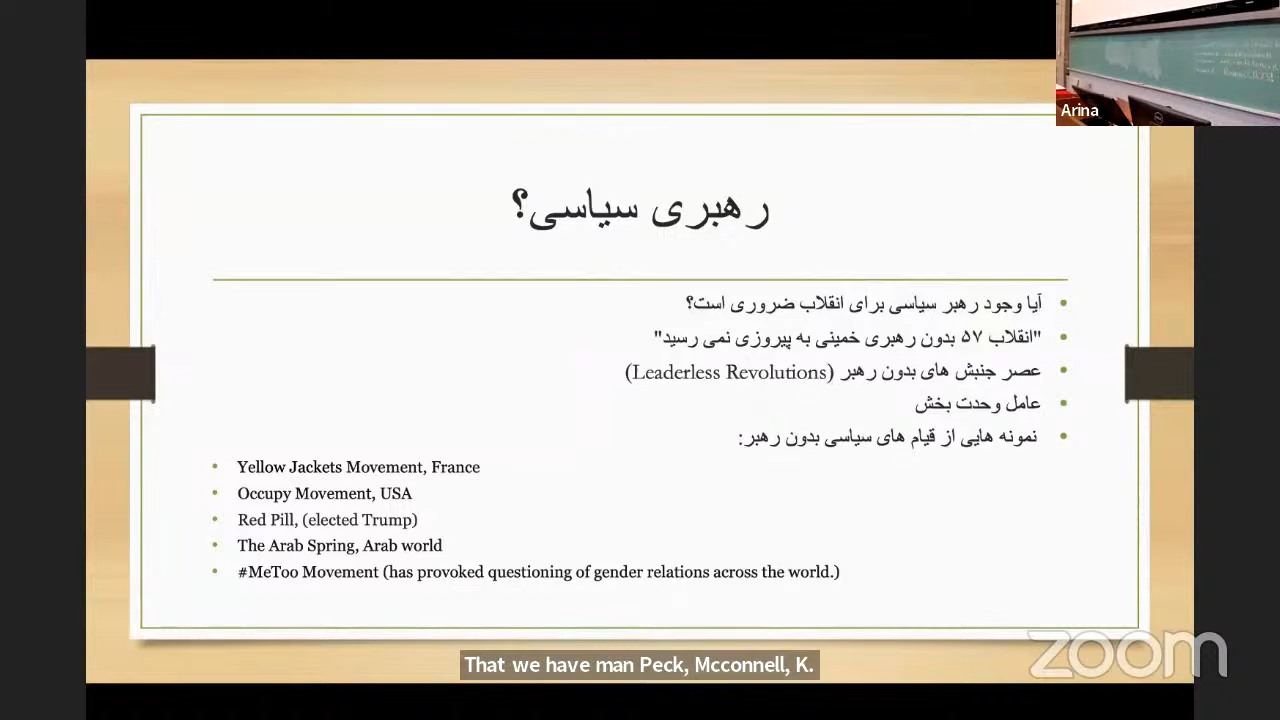 Arina
رهبری سیاسی؟
• آیا وجود رهبر سیاسی برای انقلاب ضروری است؟
• "انقلاب ۵۷ بدون رهبری خمینی به پیروزی نمی رسید"
• عصر جنبش های بدون رهبر (Leaderless Revolutions)
• عامل وحدت بخش
• نمونه هایی از قیام های سیاسی بدون رهبر:
• Yellow Jackets Movement, France
• Occupy Movement, USA
• Red Pill, (elected Trump)
• The Arab Spring, Arab world
• #MeToo Movement (has provoked questioning of gender relations across the world.)
That we have man Peck, Mcconnell, K.
zoom